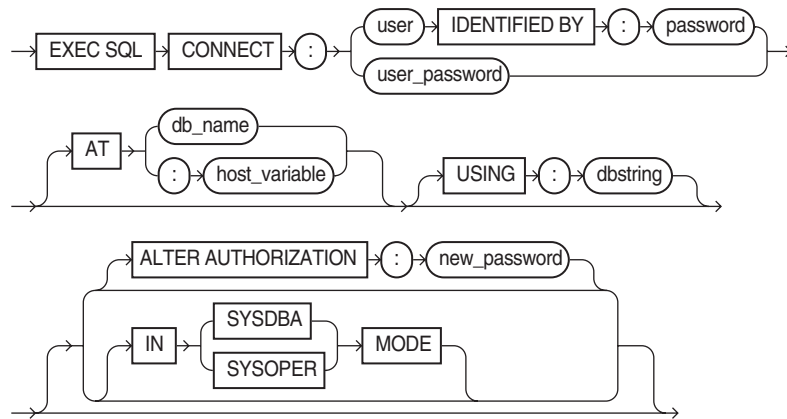 EXEC SQL CONNECT : user IDENTIFIED BY : password
user_password
AT db_name
: host_variable
USING : dbstring
ALTER AUTHORIZATION : new_password
IN SYSDBA MODE
SYSOPER